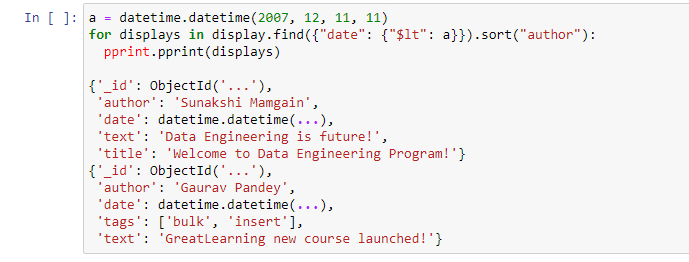 In [ ]: a = datetime.datetime(2007, 12, 11, 11)
for displays in display.find({"date": {"$lt": a}}).sort("author"):
  pprint.pprint(displays)

{'_id': ObjectId('...'),
 'author': 'Sunakshi Mamgain',
 'date': datetime.datetime(...),
 'text': 'Data Engineering is future!',
 'title': 'Welcome to Data Engineering Program!'}
{'_id': ObjectId('...'),
 'author': 'Gaurav Pandey',
 'date': datetime.datetime(...),
 'tags': ['bulk', 'insert'],
 'text': 'GreatLearning new course launched!'}